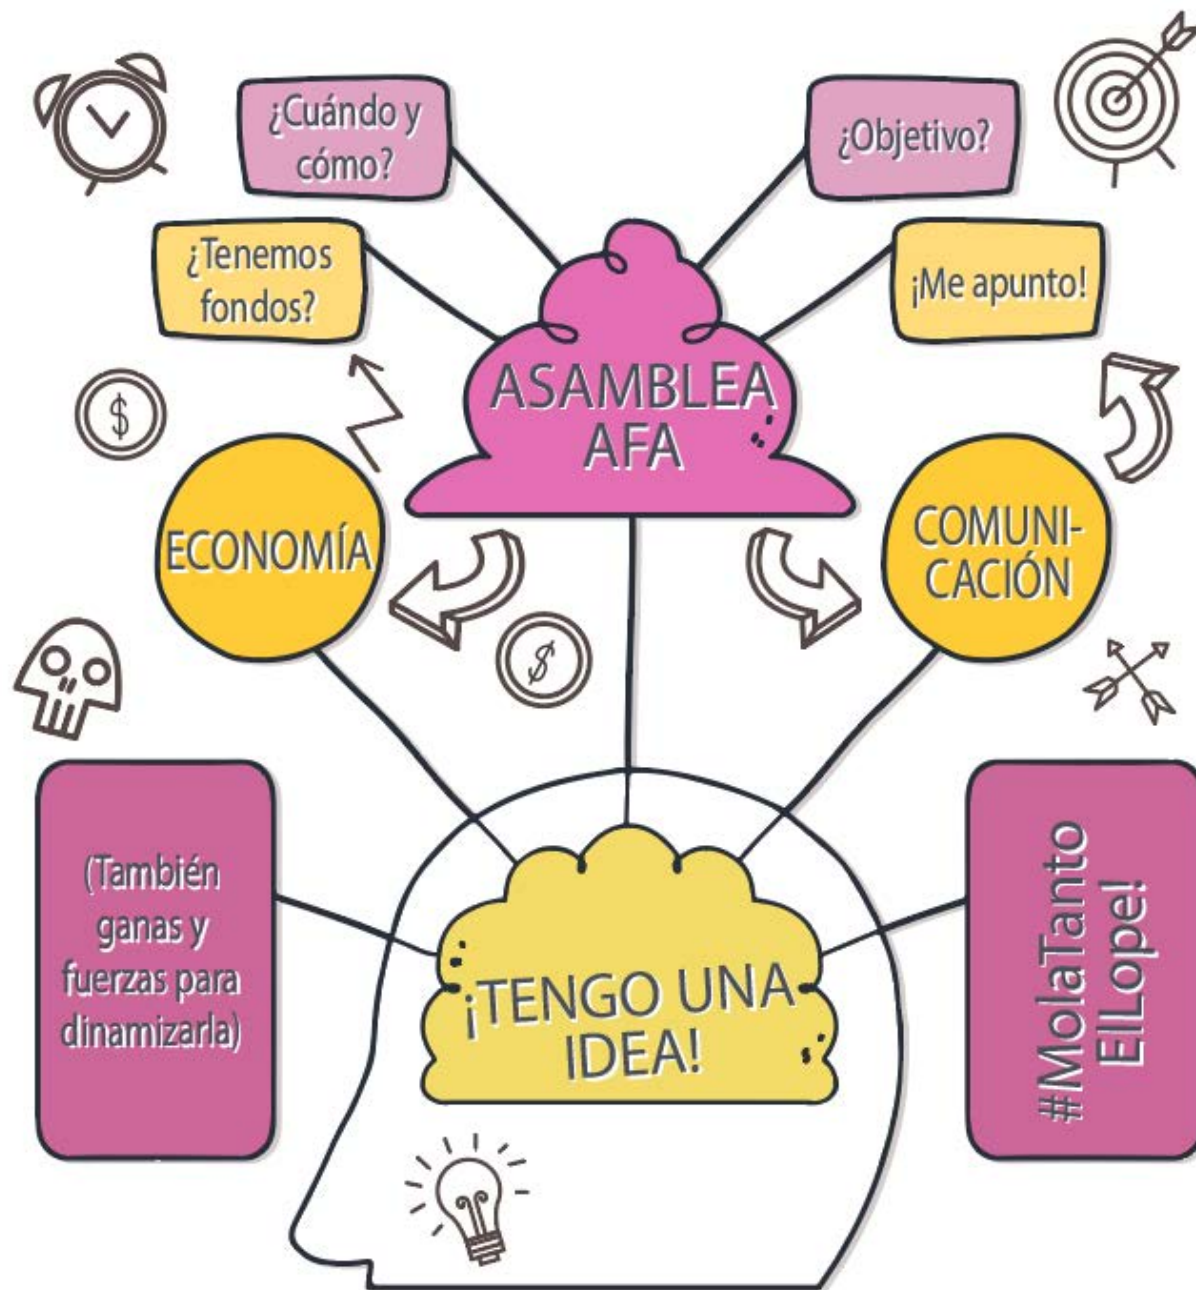 ¿Cuándo y
cómo?
¿Objetivo?
¿Tenemos
fondos?
¡Me apunto!
ASAMBLEA
AFA
ECONOMÍA
COMUNI-
CACIÓN
(También
ganas y
fuerzas para
dinamizarla)
¡TENGO UNA
IDEA!
#MolaTanto
ElLope!
$
$